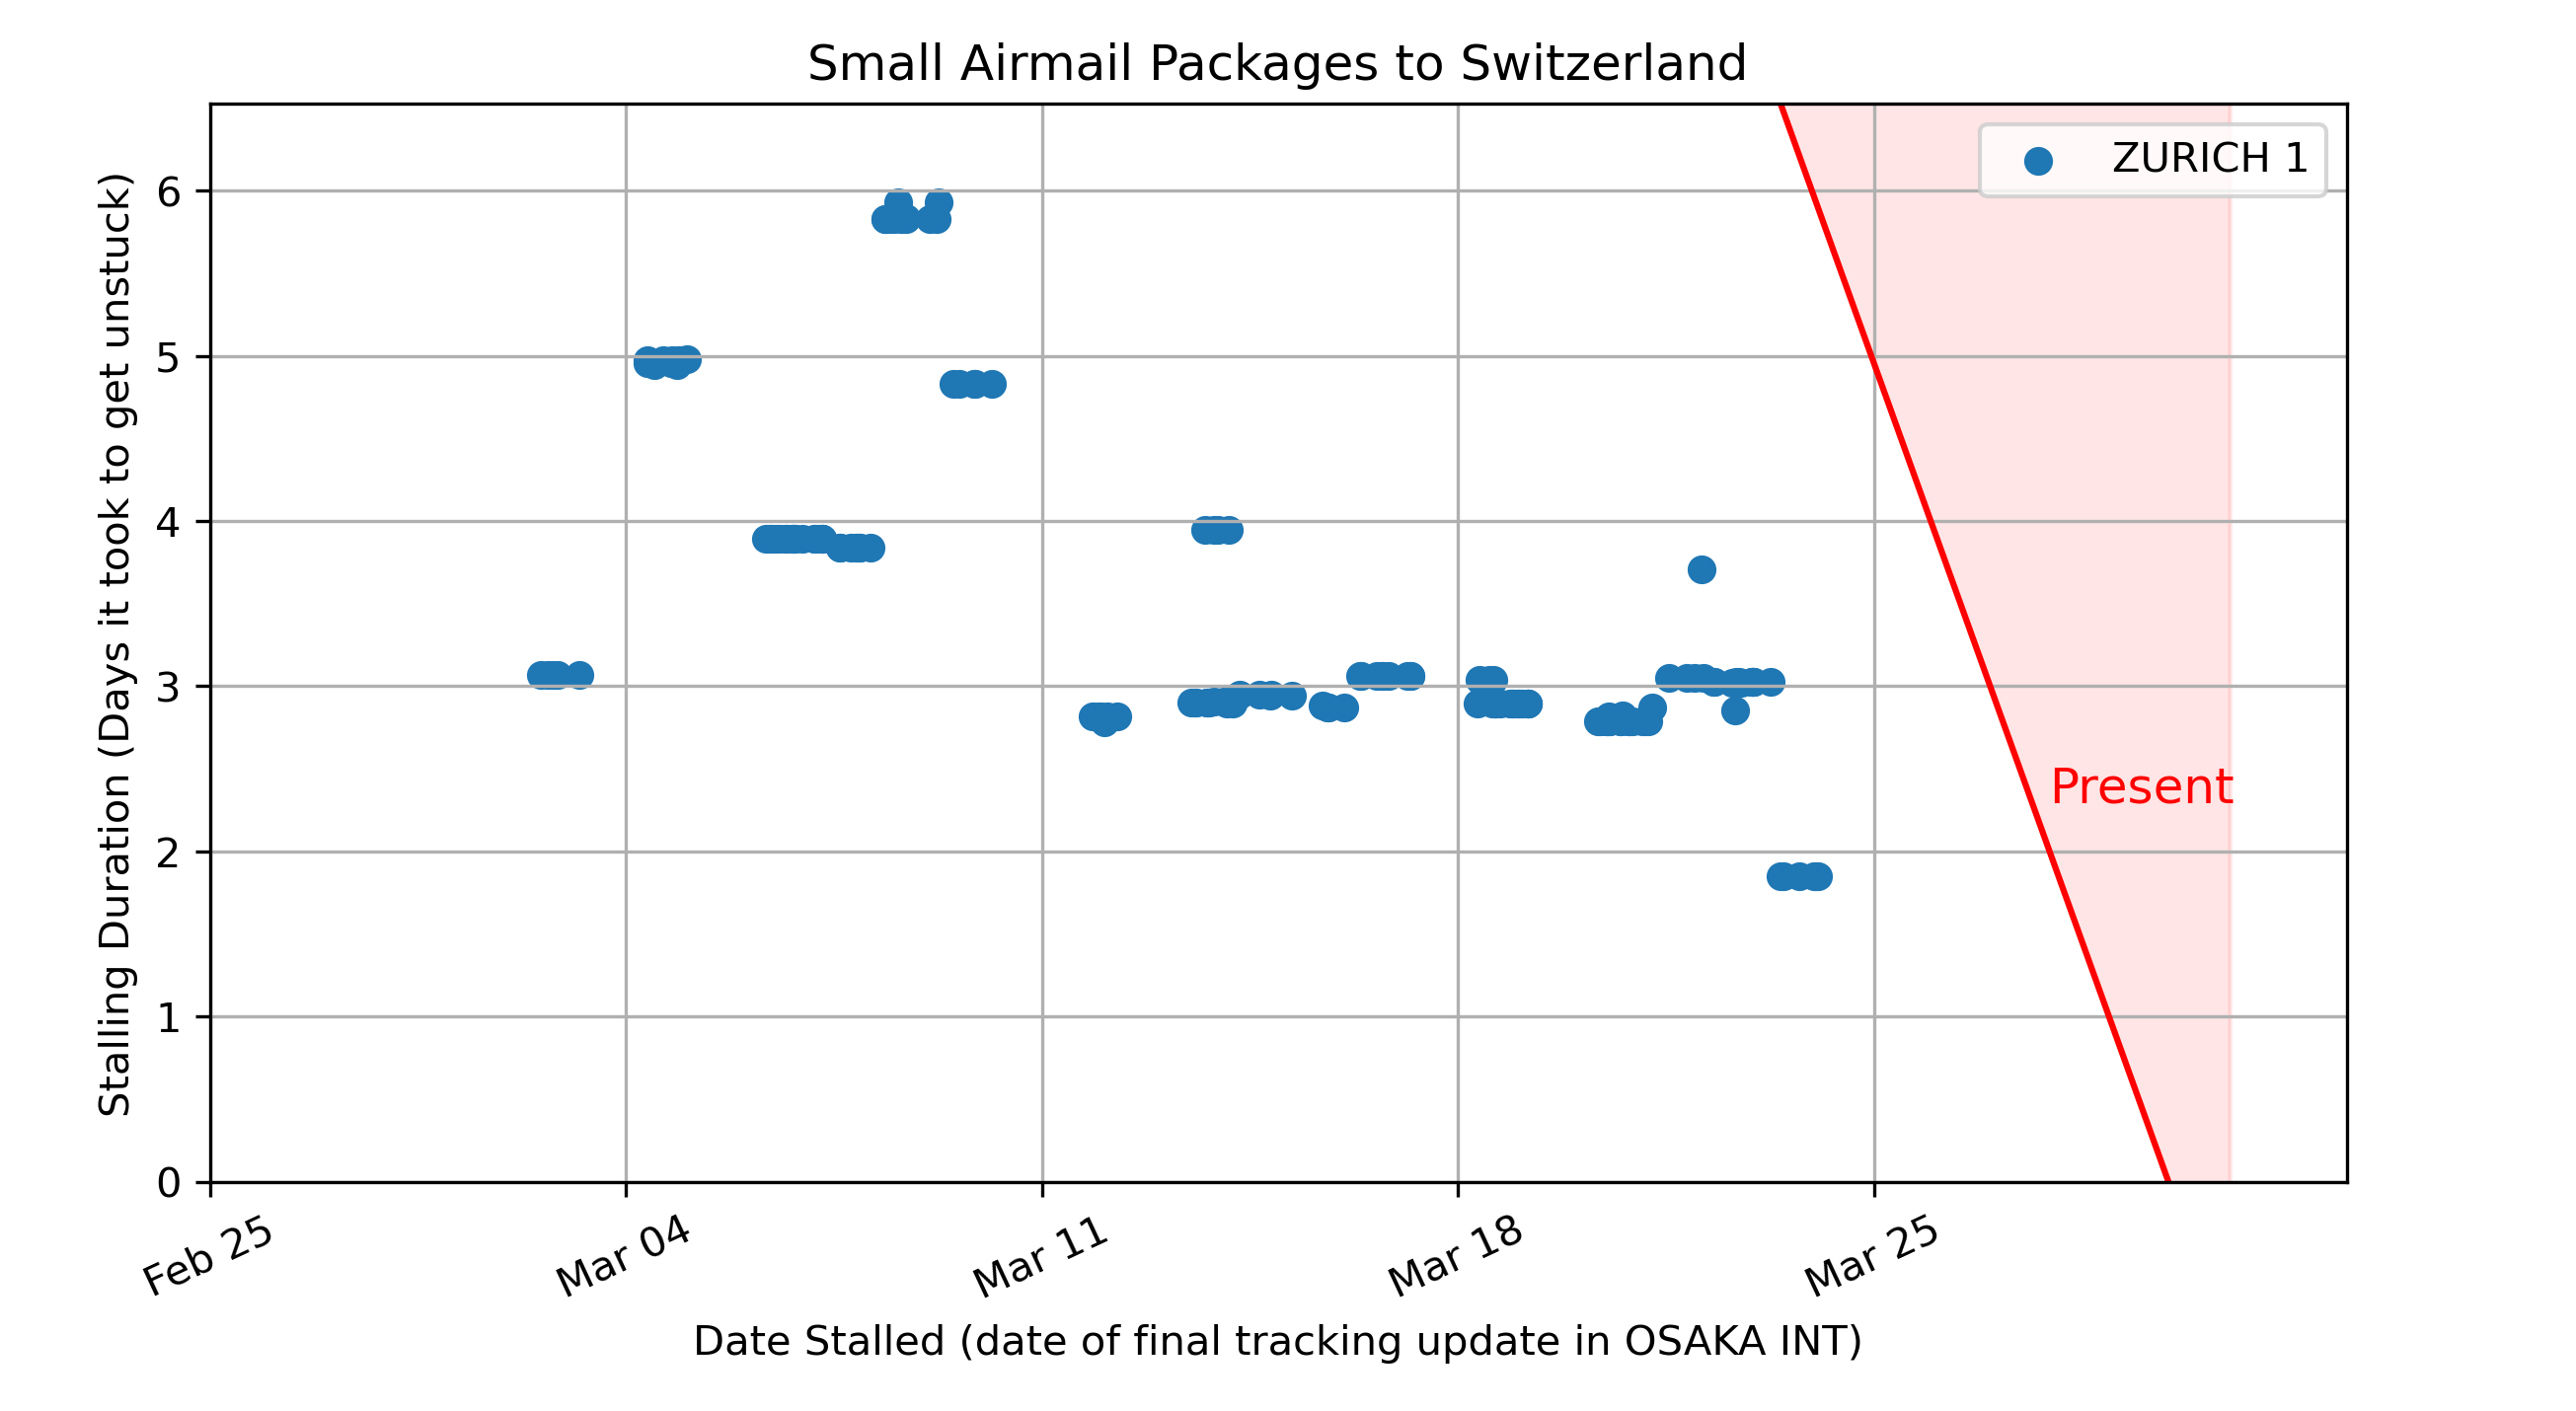 Small Airmail Packages to Switzerland
ZURICH 1
Stalling Duration (Days it took to get unstuck)
6
5
4
3
2
1
0
Present
Feb 25
Mar 04
Mar 11
Mar 18
Mar 25
Date Stalled (date of final tracking update in OSAKA INT)